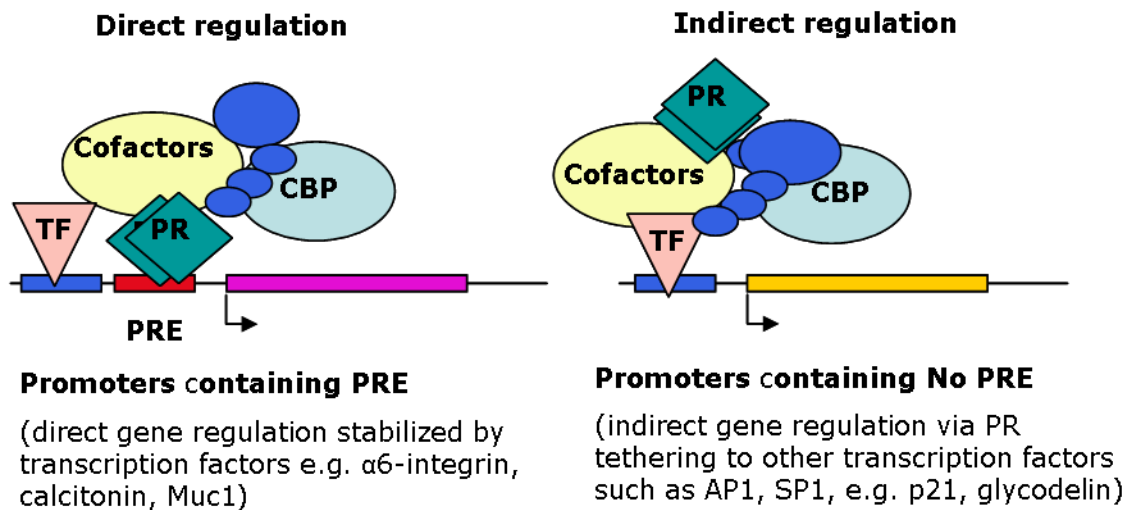 Direct regulation
Cofactors
CBP
TF
PR
PRE
Promoters containing PRE
(direct gene regulation stabilized by
transcription factors e.g. α6-integrin,
calcitonin, Muc1)
Indirect regulation
PR
Cofactors
CBP
TF
Promoters containing No PRE
(indirect gene regulation via PR
tethering to other transcription factors
such as AP1, SP1, e.g. p21, glycodelin)